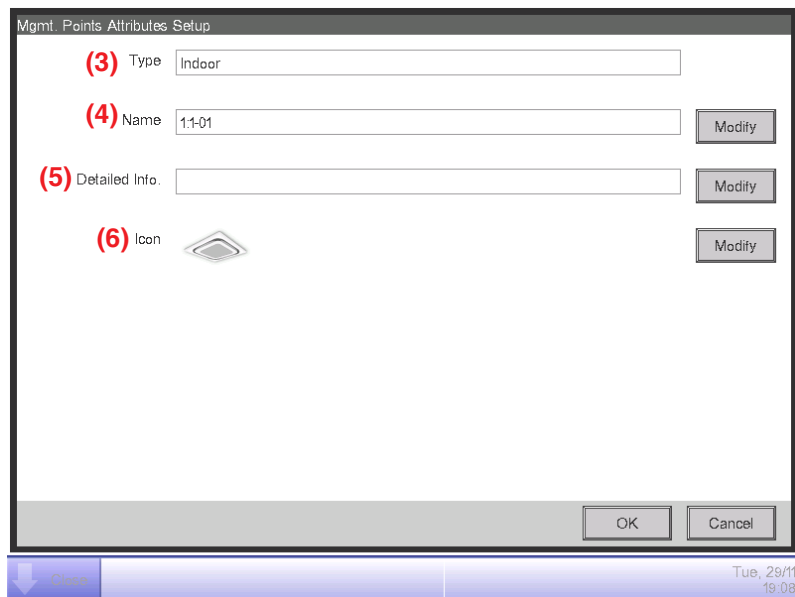 Mgmt. Points Attributes Setup
(3) Type Indoor
(4) Name 1:1-01 Modify
(5) Detailed Info. Modify
(6) Icon Modify
OK Cancel
Close Tue, 29/11
19:08